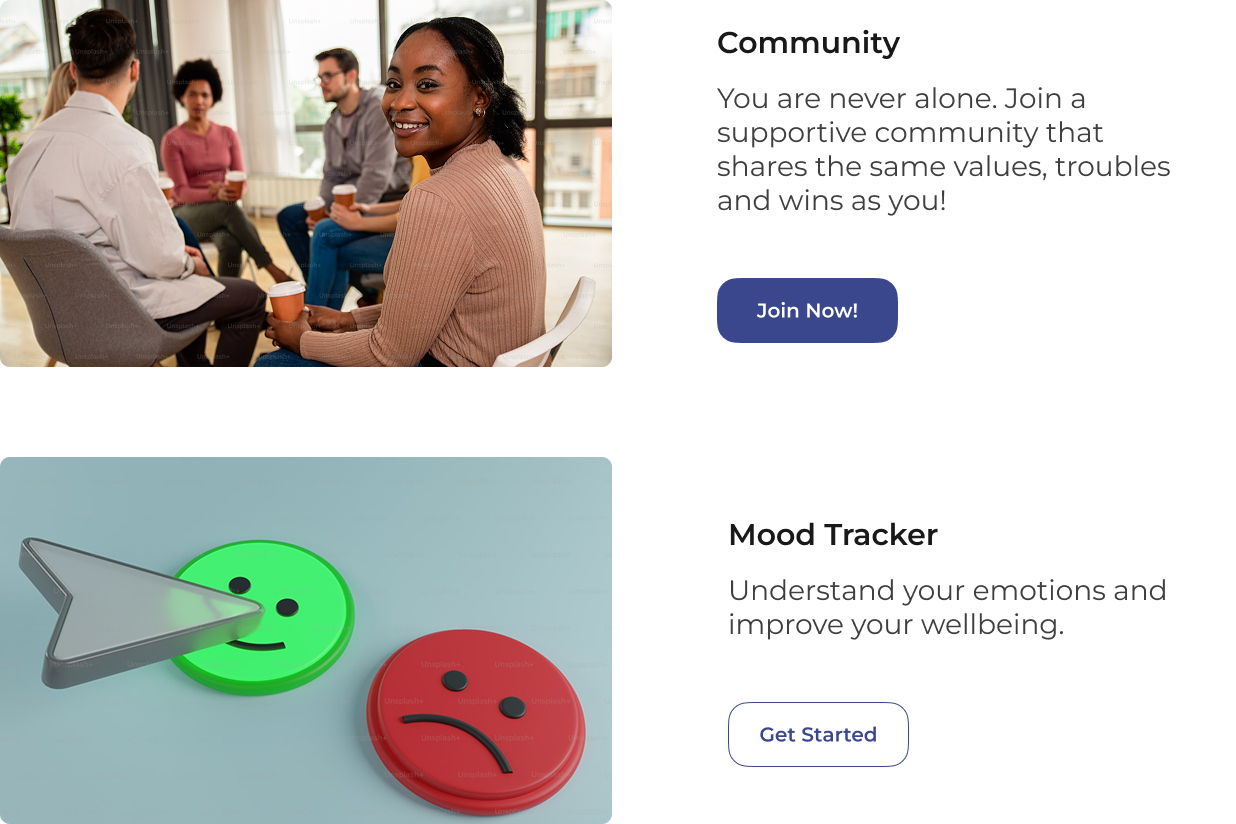 Community
You are never alone. Join a
supportive community that
shares the same values, troubles
and wins as you!
Join Now!
Mood Tracker
Understand your emotions and
improve your wellbeing.
Get Started
Unsplash+